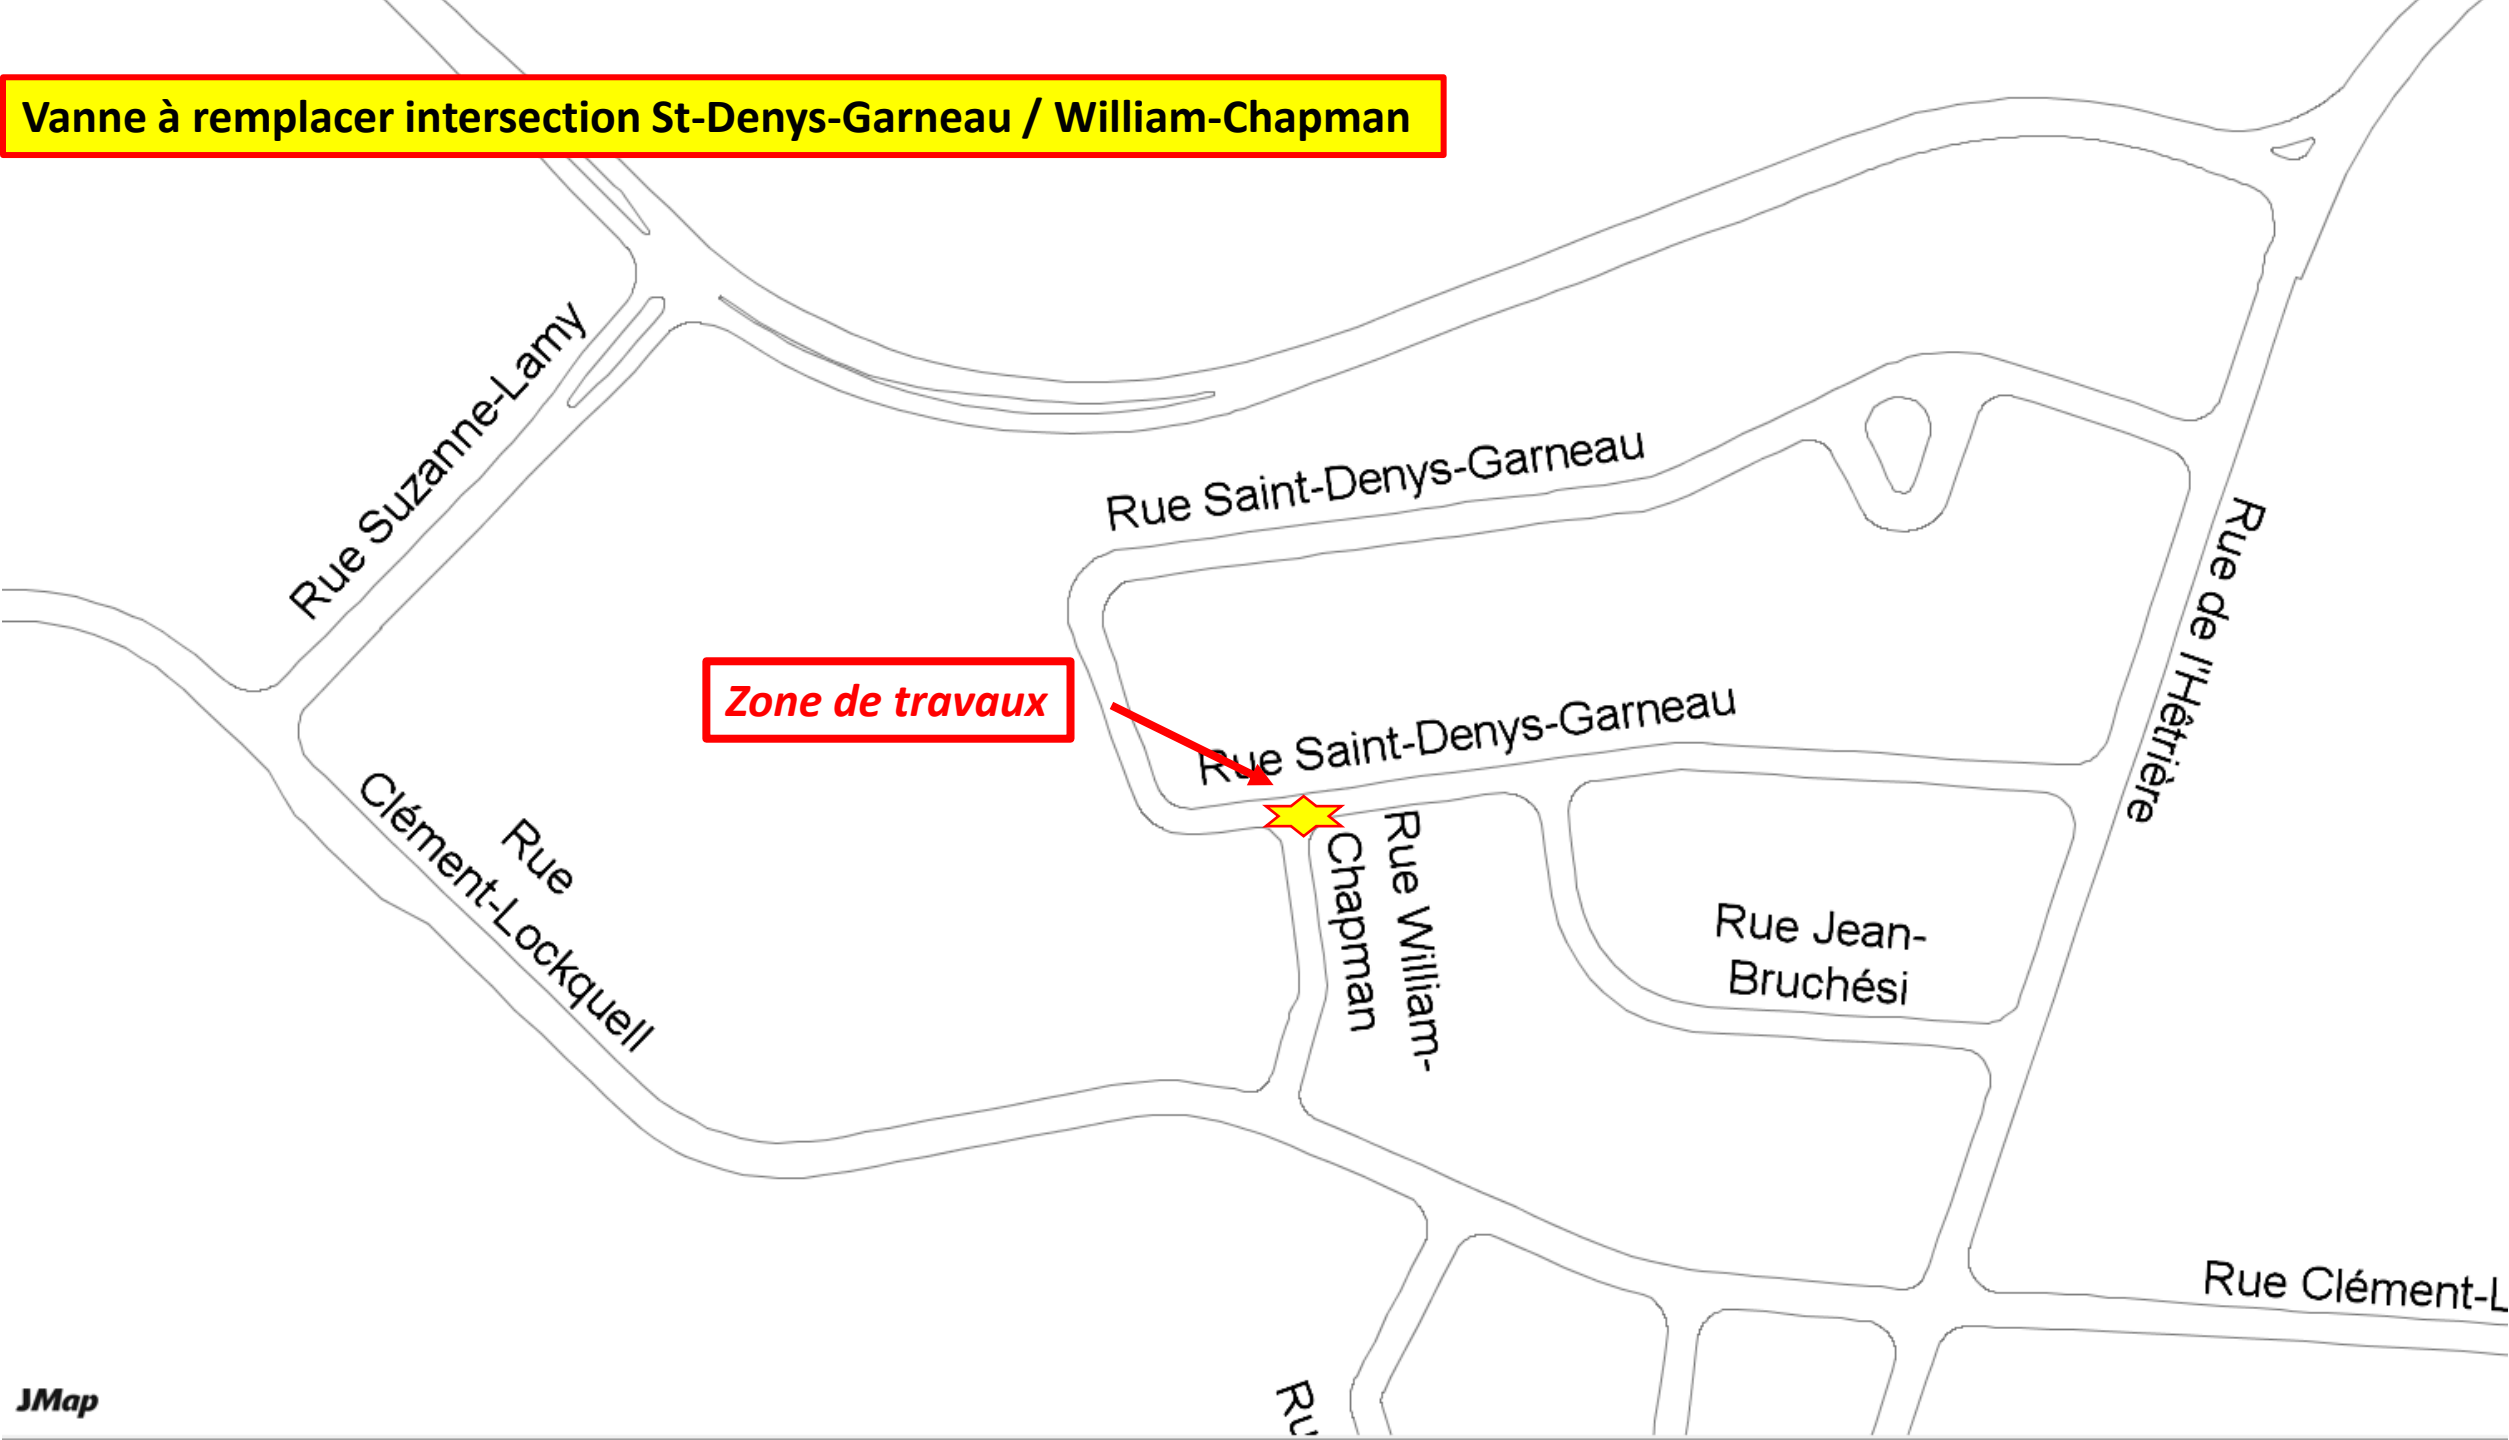 Vanne à remplacer intersection St-Denys-Garneau / William-Chapman
Rue Suzanne-Lamy
Rue Saint-Denys-Garneau
Rue de l'Hêtrière
Zone de travaux
Rue Saint-Denys-Garneau
Rue
Clément-Lockquell
Rue William-
Chapman
Rue Jean-
Bruchési
Rue Clément-L
Ru
JMap